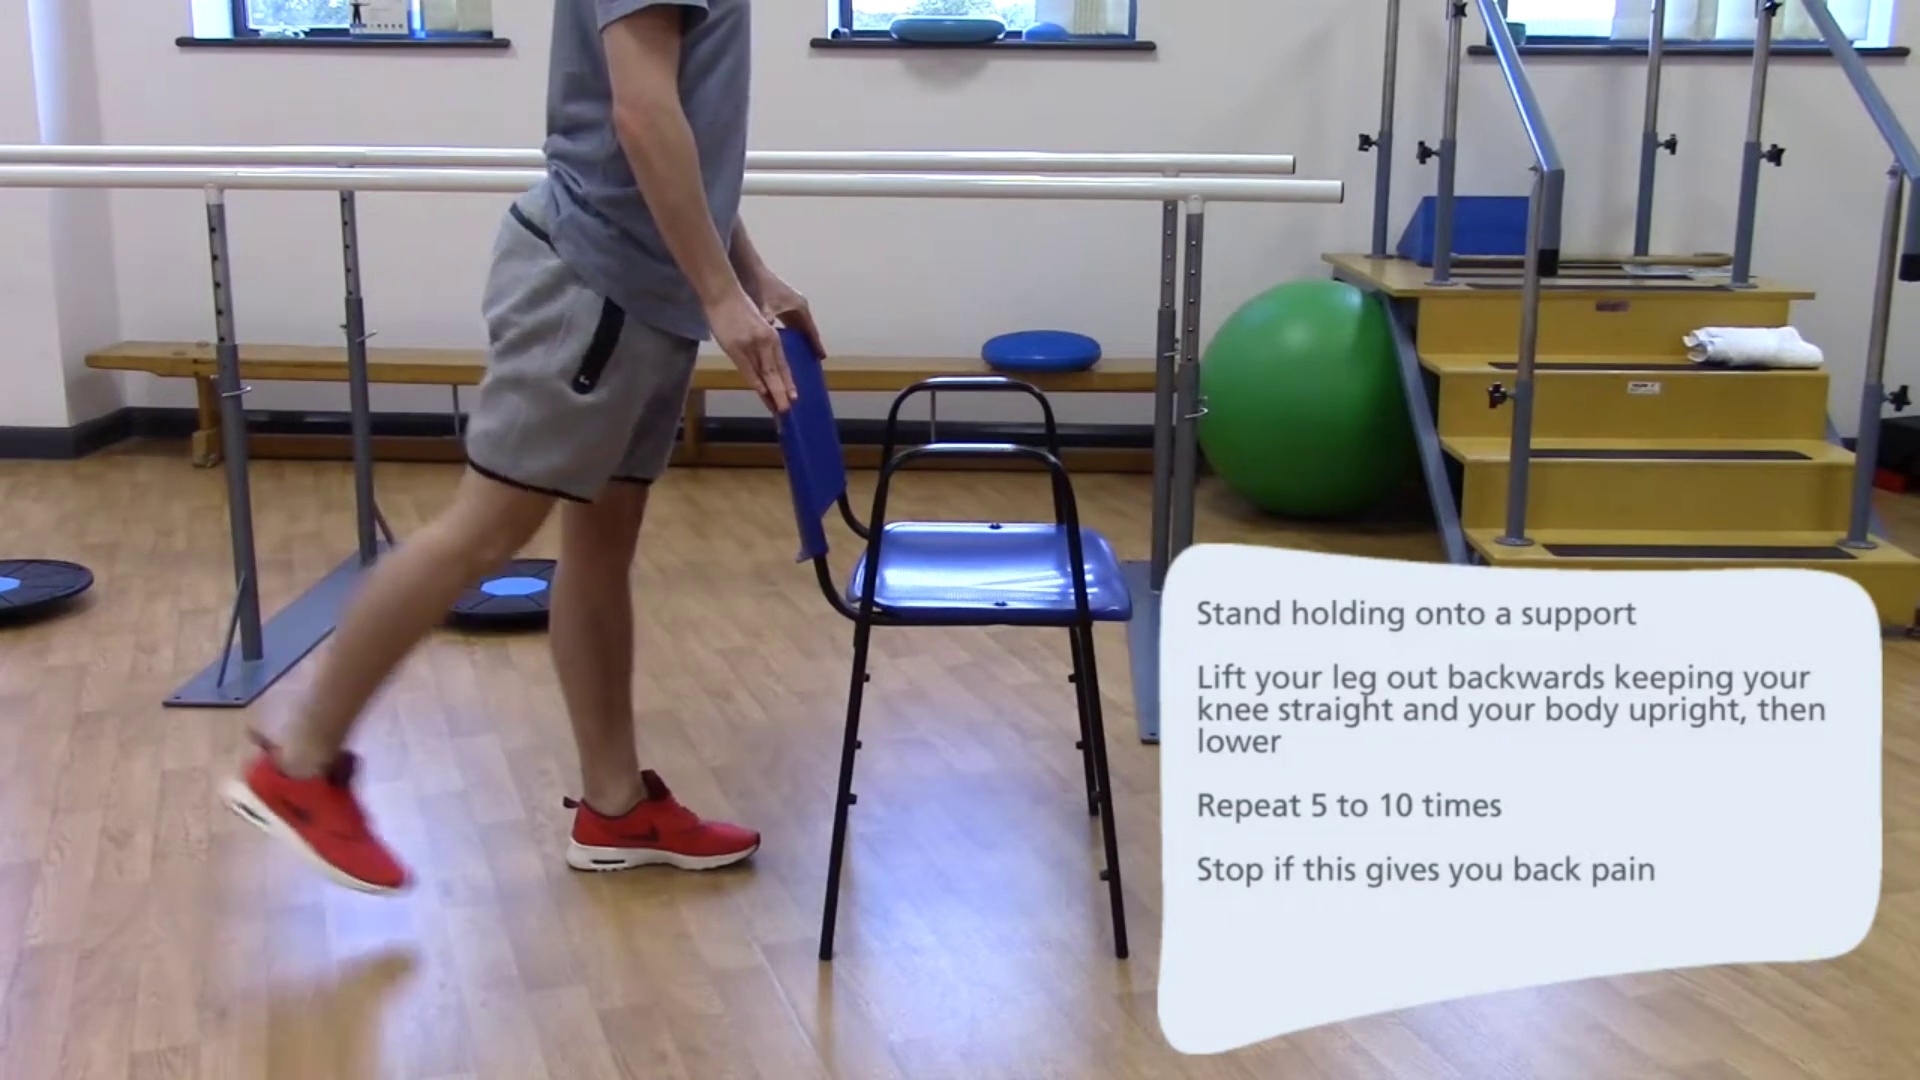 Stand holding onto a support
Lift your leg out backwards keeping your
knee straight and your body upright, then
lower
Repeat 5 to 10 times
Stop if this gives you back pain